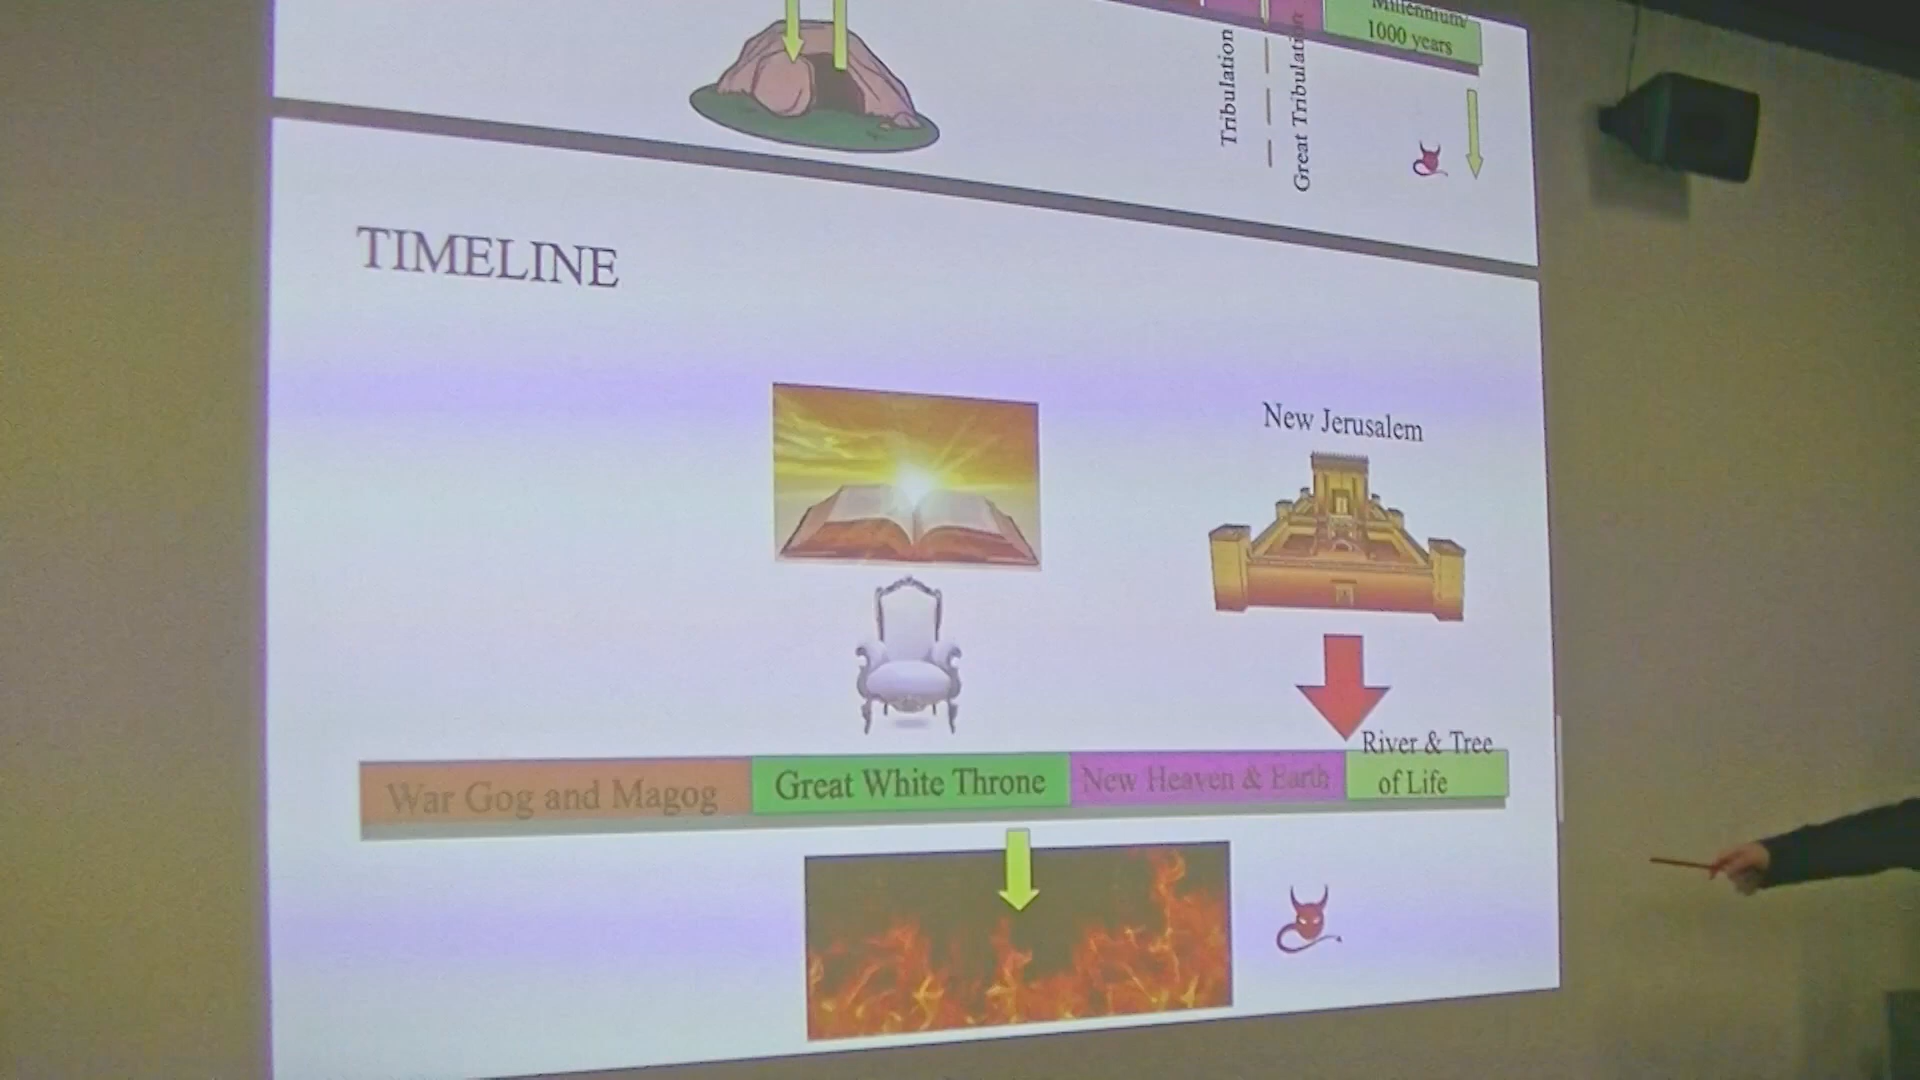 Millennium/
1000 years
Tribulation
Great Tribulation
TIMELINE
New Jerusalem
War Gog and Magog
Great White Throne
New Heaven & Earth
River & Tree
of Life